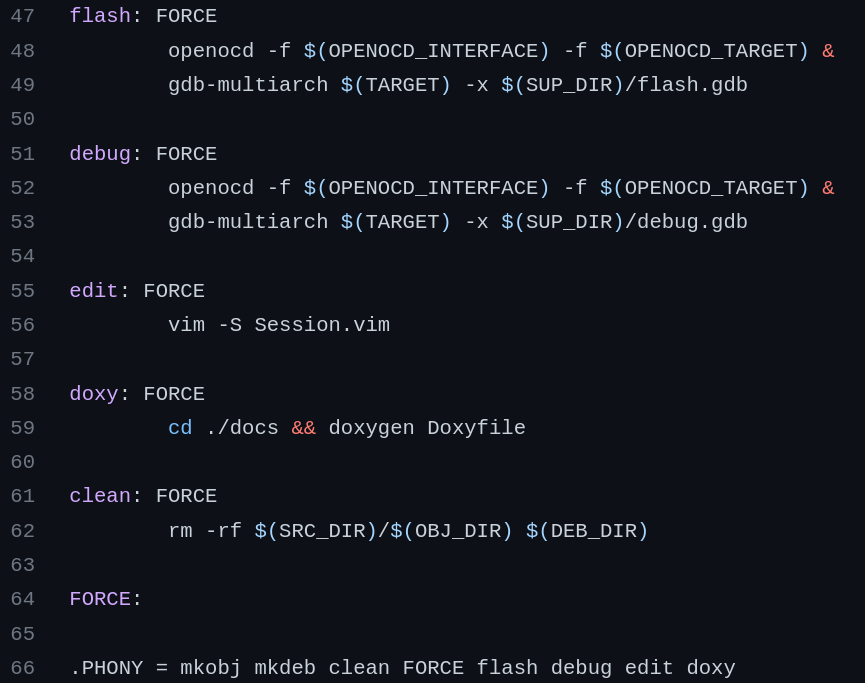 47 flash: FORCE
48 openocd -f $(OPENOCD_INTERFACE) -f $(OPENOCD_TARGET) &
49 gdb-multiarch $(TARGET) -x $(SUP_DIR)/flash.gdb
50
51 debug: FORCE
52 openocd -f $(OPENOCD_INTERFACE) -f $(OPENOCD_TARGET) &
53 gdb-multiarch $(TARGET) -x $(SUP_DIR)/debug.gdb
54
55 edit: FORCE
56 vim -S Session.vim
57
58 doxy: FORCE
59 cd ./docs && doxygen Doxyfile
60
61 clean: FORCE
62 rm -rf $(SRC_DIR)/$(OBJ_DIR) $(DEB_DIR)
63
64 FORCE:
65
66 .PHONY = mkobj mkdeb clean FORCE flash debug edit doxy